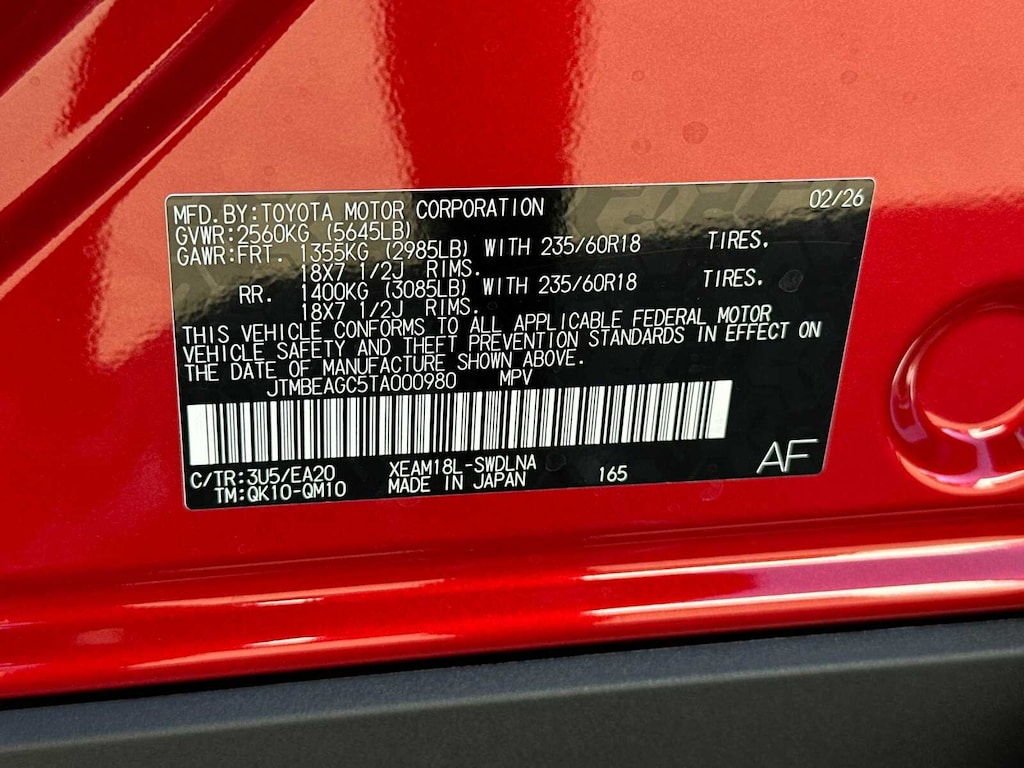 MFD.BY:TOYOTA MOTOR CORPORATION 02/26
GVWR:2560KG (5645LB)
GAWR:FRT. 1355KG (2985LB) WITH 235/60R18 TIRES.
18X7 1/2J RIMS.
RR. 1400KG (3085LB) WITH 235/60R18 TIRES.
18X7 1/2J RIMS.
THIS VEHICLE CONFORMS TO ALL APPLICABLE FEDERAL MOTOR
VEHICLE SAFETY AND THEFT PREVENTION STANDARDS IN EFFECT ON
THE DATE OF MANUFACTURE SHOWN ABOVE.
JTMBEAGC5TA000980 MPV
C/TR:3U5/EA20 XEAM18L-SWDLNA 165 AF
TM:QK10-QM10 MADE IN JAPAN